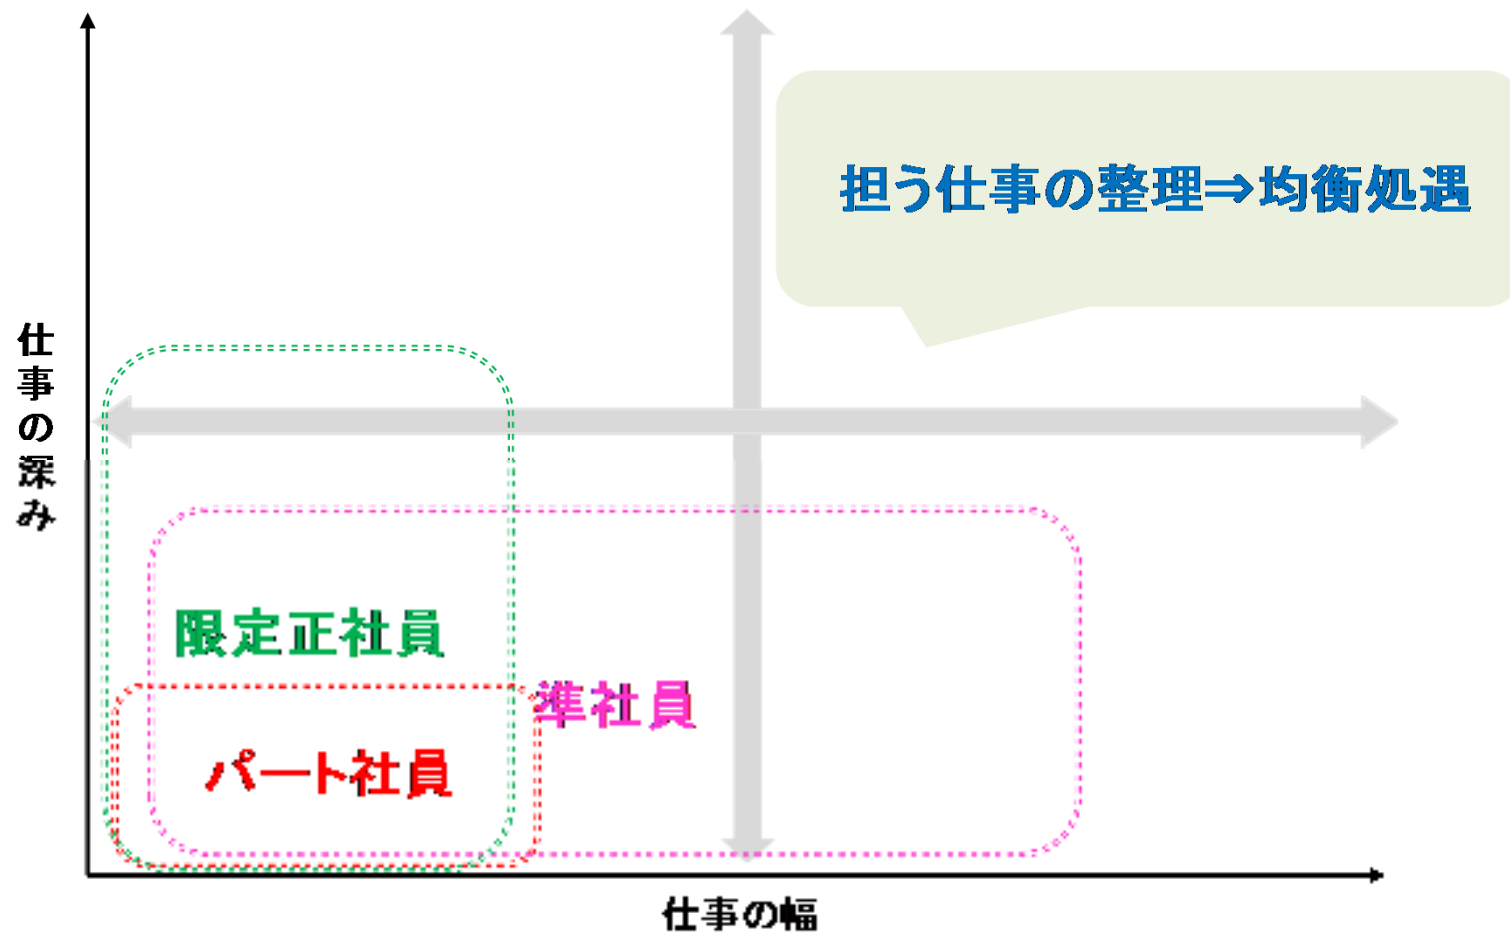 担う仕事の整理⇒均衡処遇
仕事の深み
限定正社員
準社員
パート社員
仕事の幅